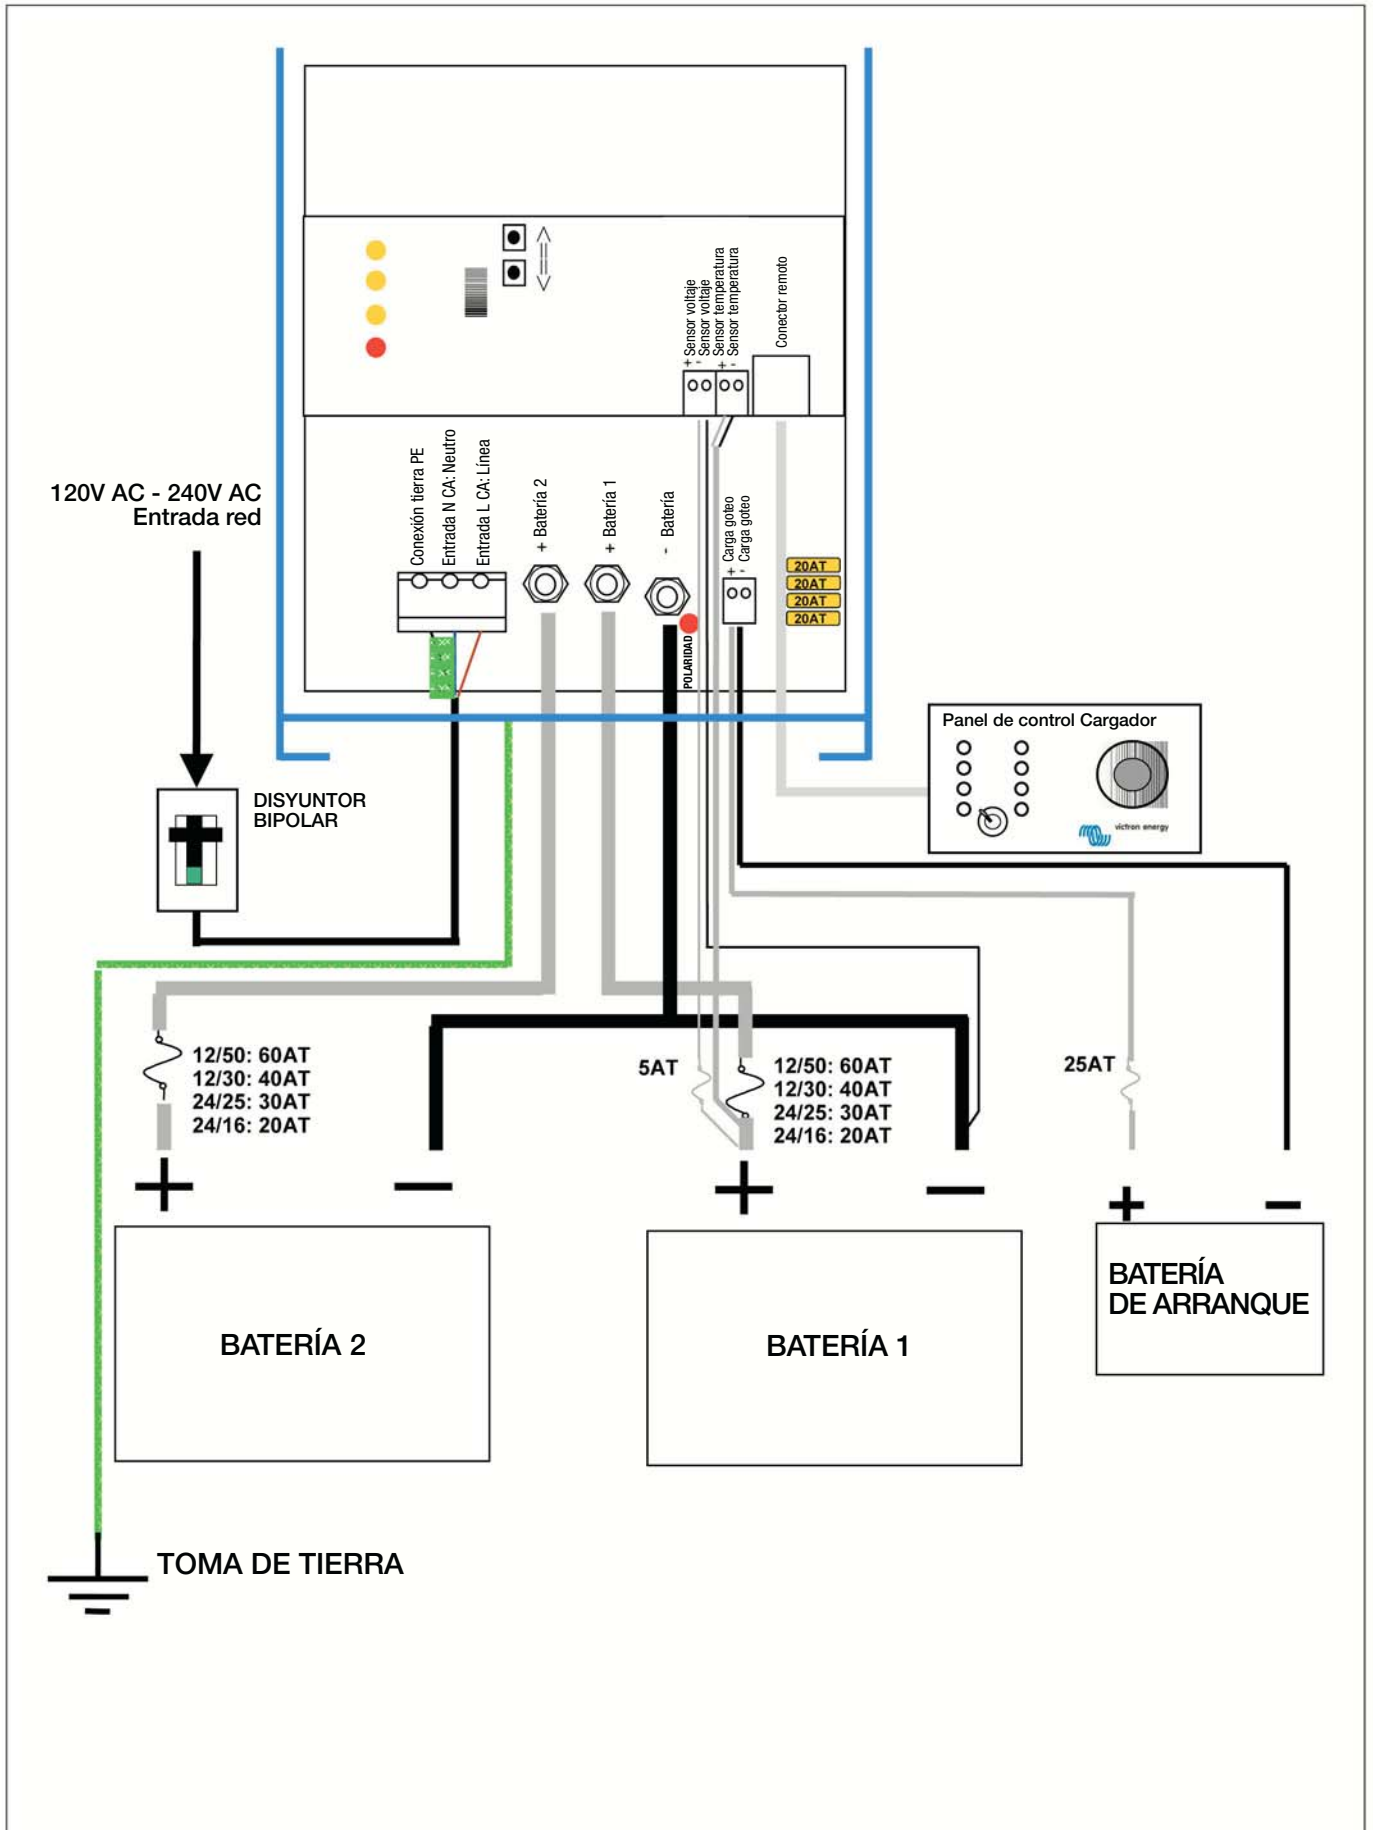 + Sensor voltaje
- Sensor voltaje
+ Sensor temperatura
- Sensor temperatura
Conector remoto
120V AC - 240V AC
Entrada red
Conexión tierra PE
Entrada N CA: Neutro
Entrada L CA: Línea
+ Batería 2
+ Batería 1
- Batería
+ Carga goteo
- Carga goteo
20AT
20AT
20AT
20AT
POLARIDAD
Panel de control Cargador
victron energy
DISYUNTOR
BIPOLAR
12/50: 60AT
12/30: 40AT
24/25: 30AT
24/16: 20AT
5AT
12/50: 60AT
12/30: 40AT
24/25: 30AT
24/16: 20AT
25AT
+ -
+ -
+ -
BATERÍA 2
BATERÍA 1
BATERÍA
DE ARRANQUE
TOMA DE TIERRA